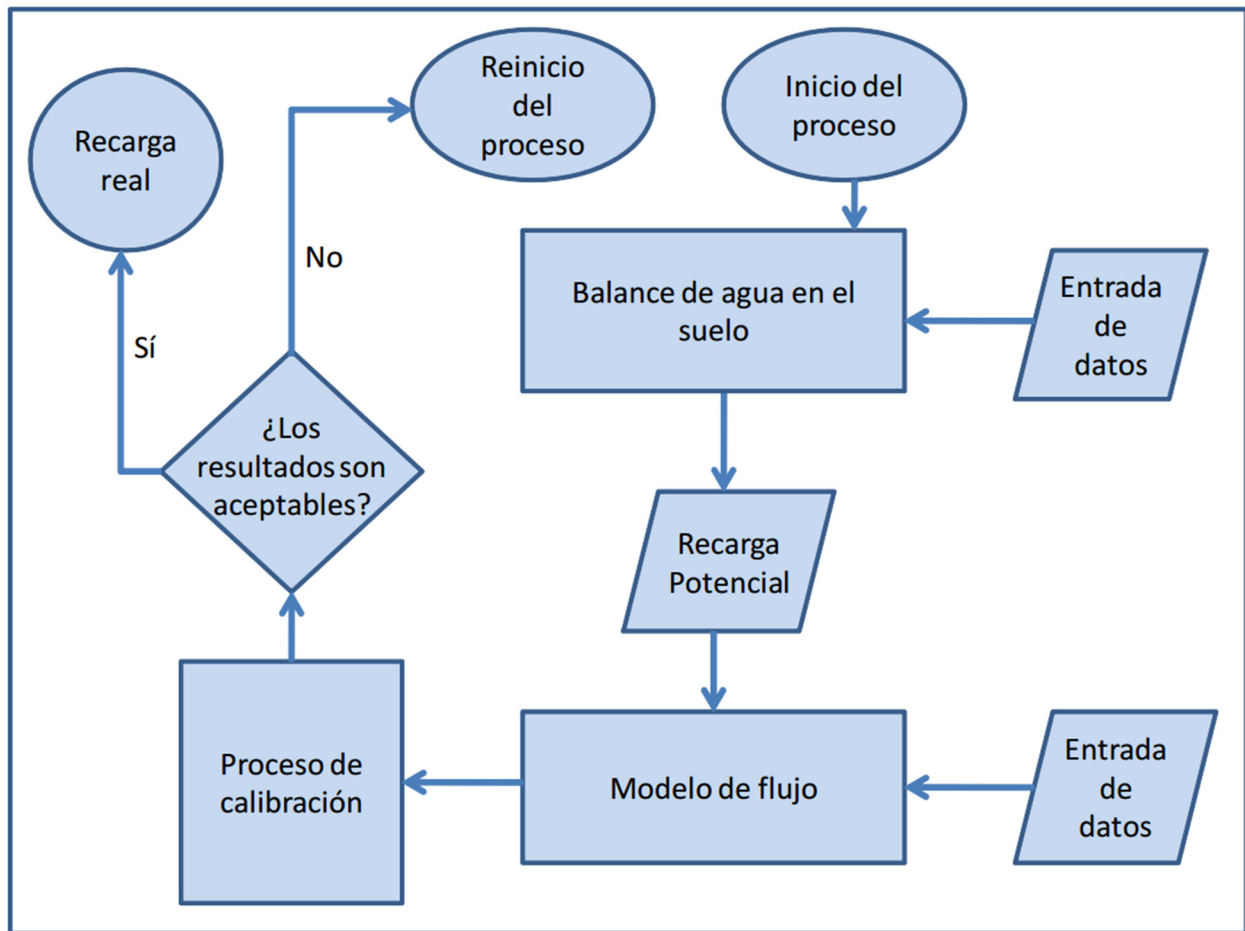 Reinicio
del
proceso
Inicio del
proceso
Recarga
real
No
Sí
Balance de agua en el
suelo
Entrada
de
datos
¿Los
resultados son
aceptables?
Recarga
Potencial
Proceso de
calibración
Modelo de flujo
Entrada
de
datos